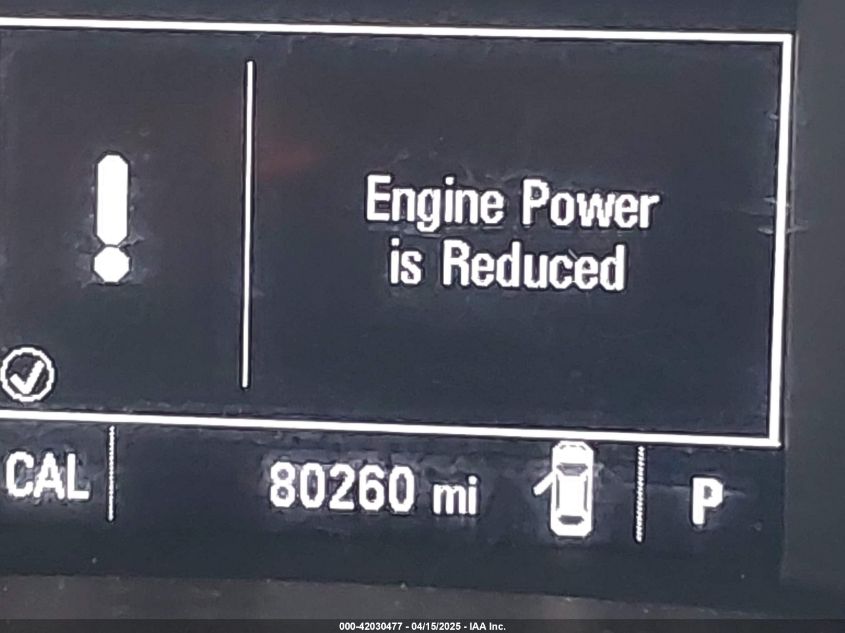 Engine Power
is Reduced
CAL 80260 mi P
000-42030477 - 04/15/2025 - IAA Inc.